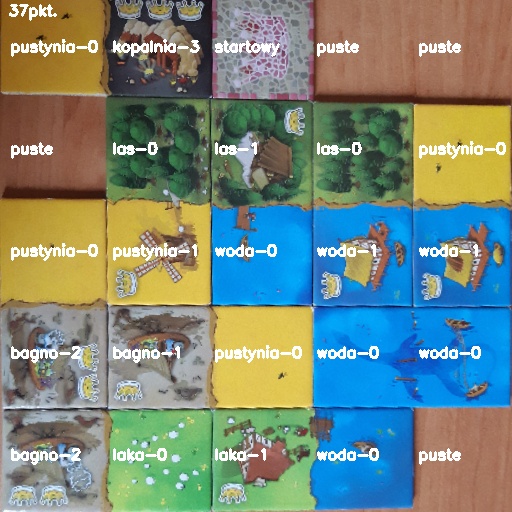 37pkt.
pustynia-0 kopalnia-3 startowy puste puste
puste las-0 las-1 las-0 pustynia-0
pustynia-0 pustynia-1 woda-0 woda-1 woda-1
bagno-2 bagno-1 pustynia-0 woda-0 woda-0
bagno-2 laka-0 laka-1 woda-0 puste